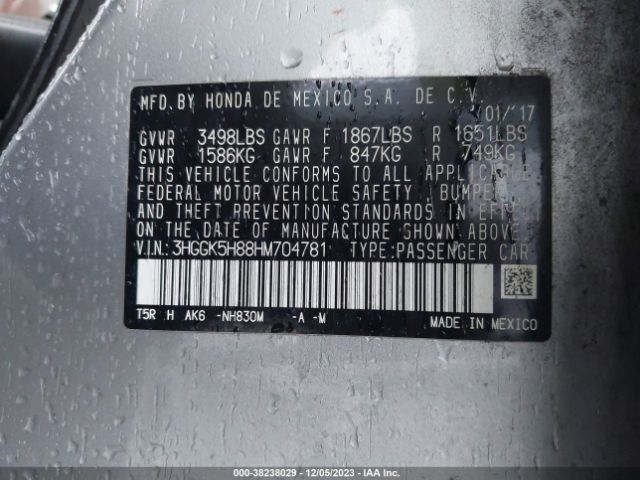 MFD. BY HONDA DE MEXICO S.A. DE C.V.
01/'17
GVWR 3498LBS GAWR F 1867LBS R 1651LBS
GVWR 1586KG GAWR F 847KG R 749KG
THIS VEHICLE CONFORMS TO ALL APPLICABLE
FEDERAL MOTOR VEHICLE SAFETY, BUMPER,
AND THEFT PREVENTION STANDARDS IN EFFECT
ON THE DATE OF MANUFACTURE SHOWN ABOVE.
V.I.N.: 3HGGK5H88HM704781 TYPE:PASSENGER CAR
T5R H AK6 -NH830M -A -M
MADE IN MEXICO
000-38238029 - 12/05/2023 - IAA Inc.